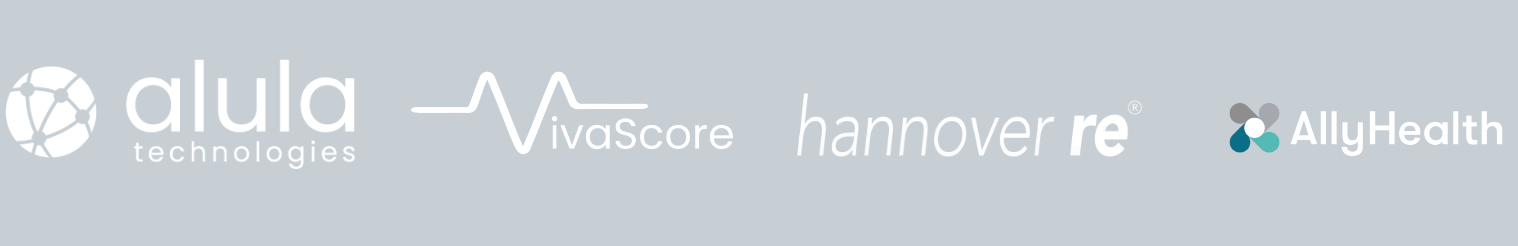 alula
technologies
VivaScore
hannover re®
AllyHealth